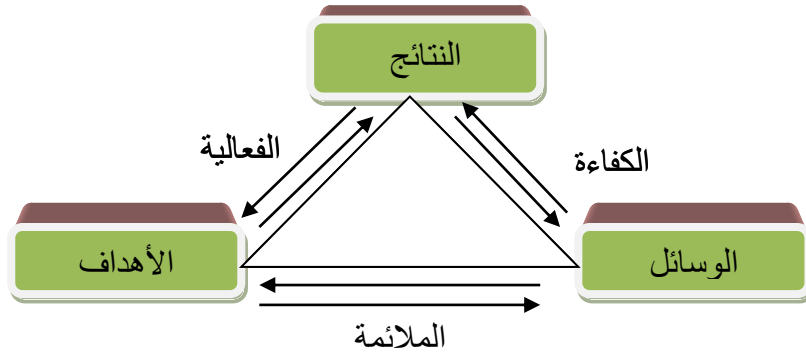 النتائج
الفعالية
الكفاءة
الأهداف
الوسائل
الملائمة